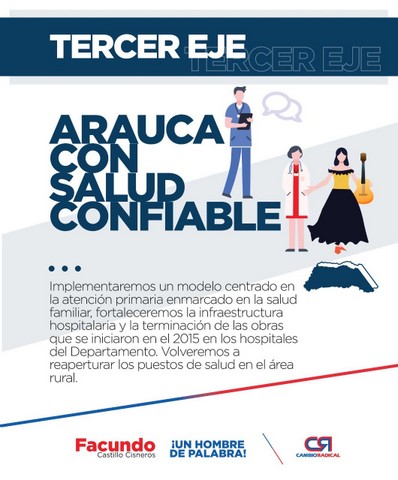 TERCER EJE
TERCER EJE
ARAUCA
CON
SALUD
CONFIABLE
...
Implementaremos un modelo centrado en
la atención primaria enmarcado en la salud
familiar, fortaleceremos la infraestructura
hospitalaria y la terminación de las obras
que se iniciaron en el 2015 en los hospitales
del Departamento. Volveremos a
reaperturar los puestos de salud en el área
rural.
Facundo
Castillo Cisneros
¡UN HOMBRE
DE PALABRA!
CR
CAMBIO RADICAL